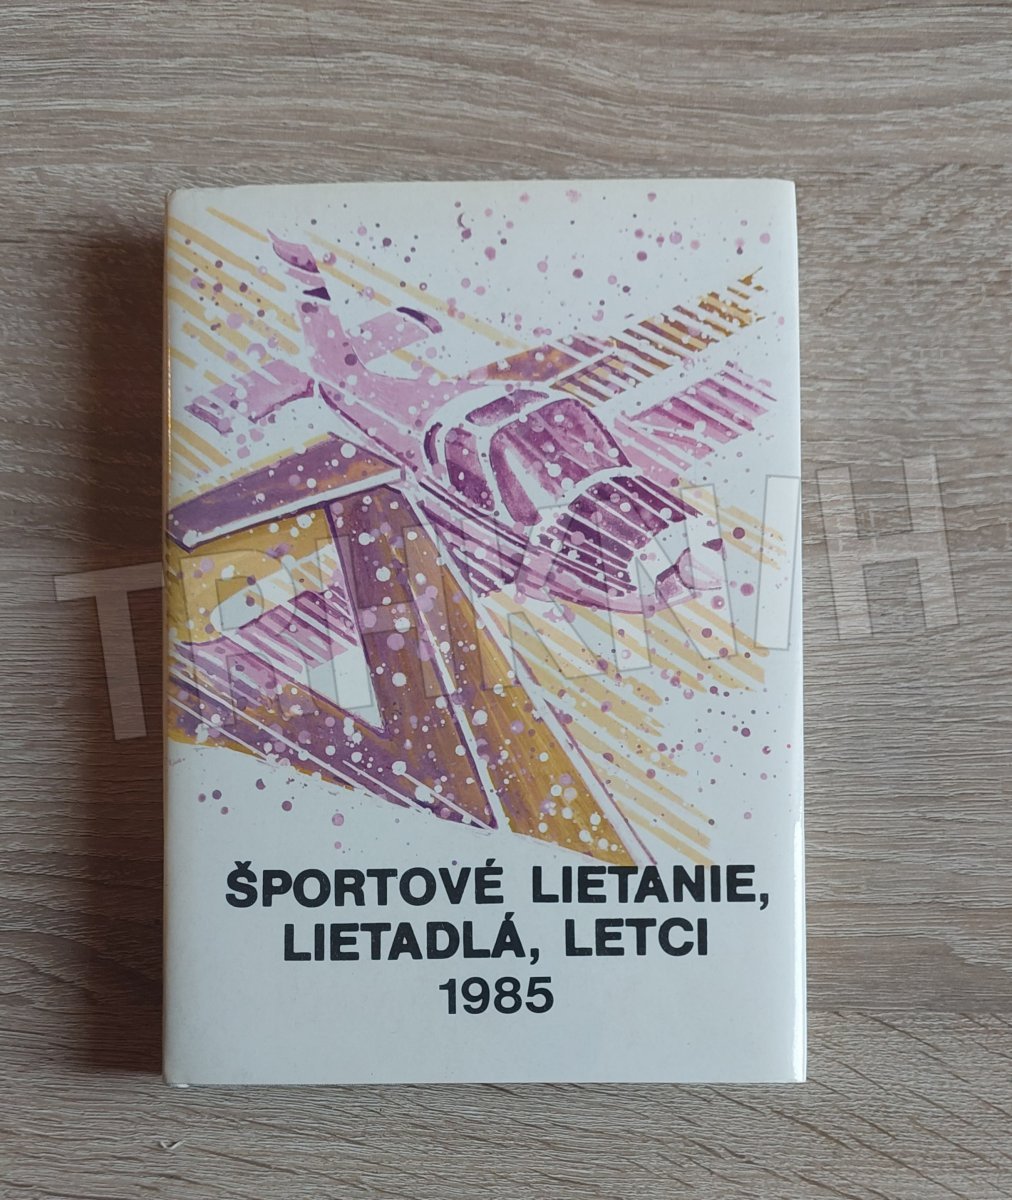 ŠPORTOVÉ LIETANIE,
LIETADLÁ, LETCI
1985